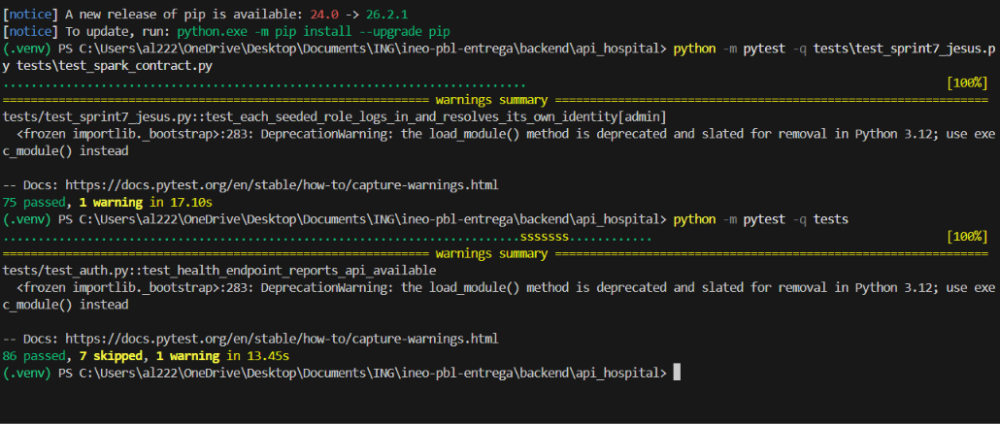 [notice] A new release of pip is available: 24.0 -> 26.2.1
[notice] To update, run: python.exe -m pip install --upgrade pip
(.venv) PS C:\Users\al222\OneDrive\Desktop\Documents\ING\ineo-pbl-entrega\backend\api_hospital> python -m pytest -q tests\test_sprint7_jesus.p
y tests\test_spark_contract.py
........................................................................... [100%]
============================================================= warnings summary ==============================================================
tests/test_sprint7_jesus.py::test_each_seeded_role_logs_in_and_resolves_its_own_identity[admin]
  <frozen importlib._bootstrap>:283: DeprecationWarning: the load_module() method is deprecated and slated for removal in Python 3.12; use exe
c_module() instead

-- Docs: https://docs.pytest.org/en/stable/how-to/capture-warnings.html
75 passed, 1 warning in 17.10s
(.venv) PS C:\Users\al222\OneDrive\Desktop\Documents\ING\ineo-pbl-entrega\backend\api_hospital> python -m pytest -q tests
..........................................................................sssssss............ [100%]
============================================================= warnings summary ==============================================================
tests/test_auth.py::test_health_endpoint_reports_api_available
  <frozen importlib._bootstrap>:283: DeprecationWarning: the load_module() method is deprecated and slated for removal in Python 3.12; use exe
c_module() instead

-- Docs: https://docs.pytest.org/en/stable/how-to/capture-warnings.html
86 passed, 7 skipped, 1 warning in 13.45s
(.venv) PS C:\Users\al222\OneDrive\Desktop\Documents\ING\ineo-pbl-entrega\backend\api_hospital>